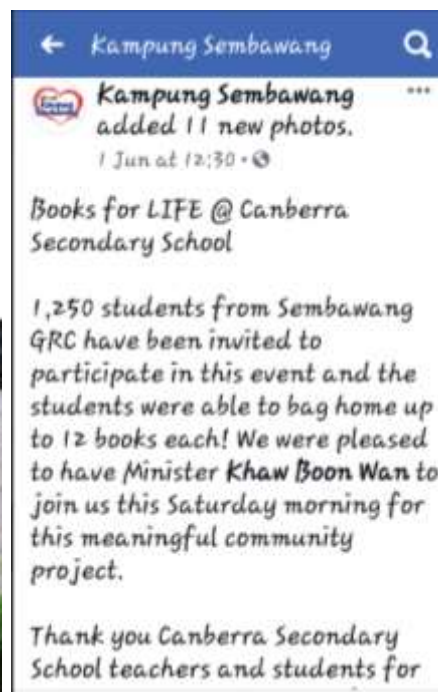 Kampung Sembawang
Kampung Sembawang
added 11 new photos.
1 Jun at 12:30 •
Books for LIFE @ Canberra
Secondary School
1,250 students from Sembawang
GRC have been invited to
participate in this event and the
students were able to bag home up
to 12 books each! We were pleased
to have Minister Khaw Boon Wan to
join us this Saturday morning for
this meaningful community
project.
Thank you Canberra Secondary
School teachers and students for